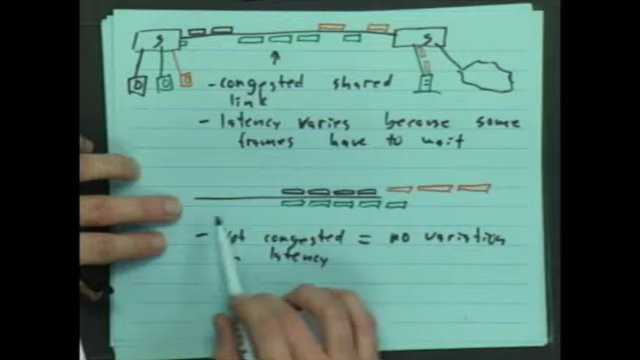 S S
- congested shared
link
- latency varies because some
frames have to wait
- congested = no variation
latency